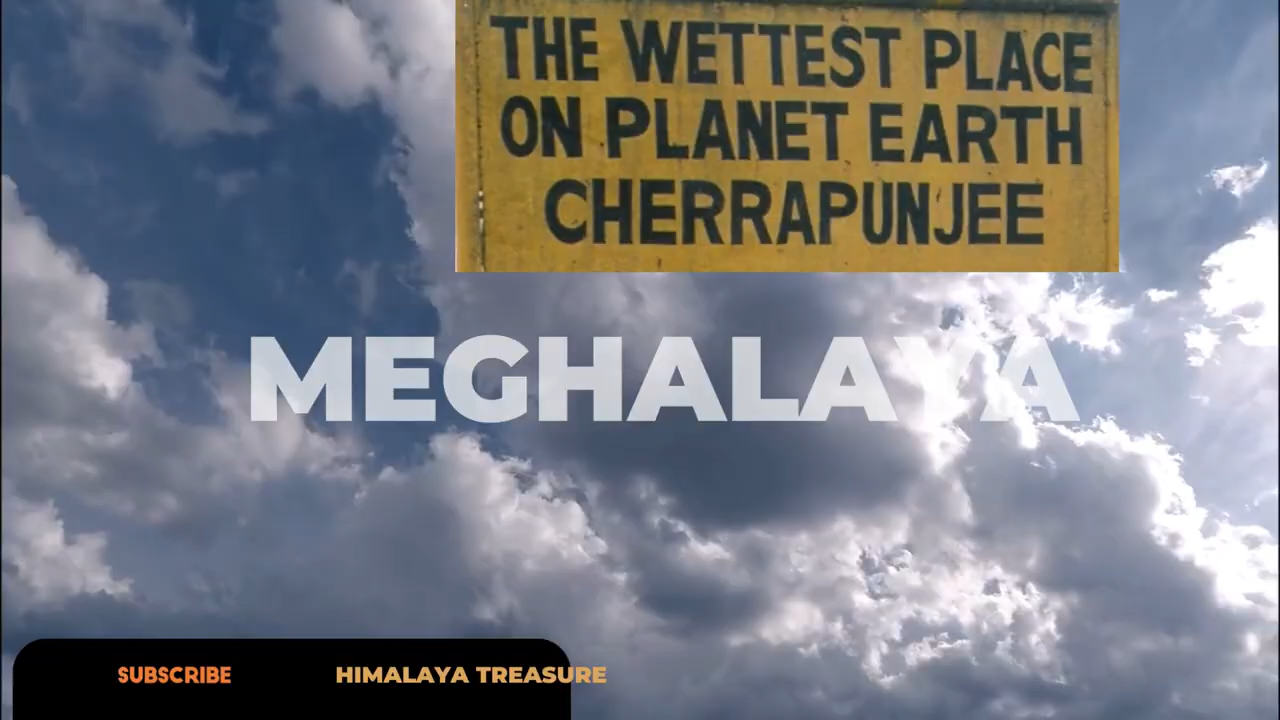 THE WETTEST PLACE
ON PLANET EARTH
CHERRAPUNJEE
MEGHALAYA
SUBSCRIBE
HIMALAYA TREASURE